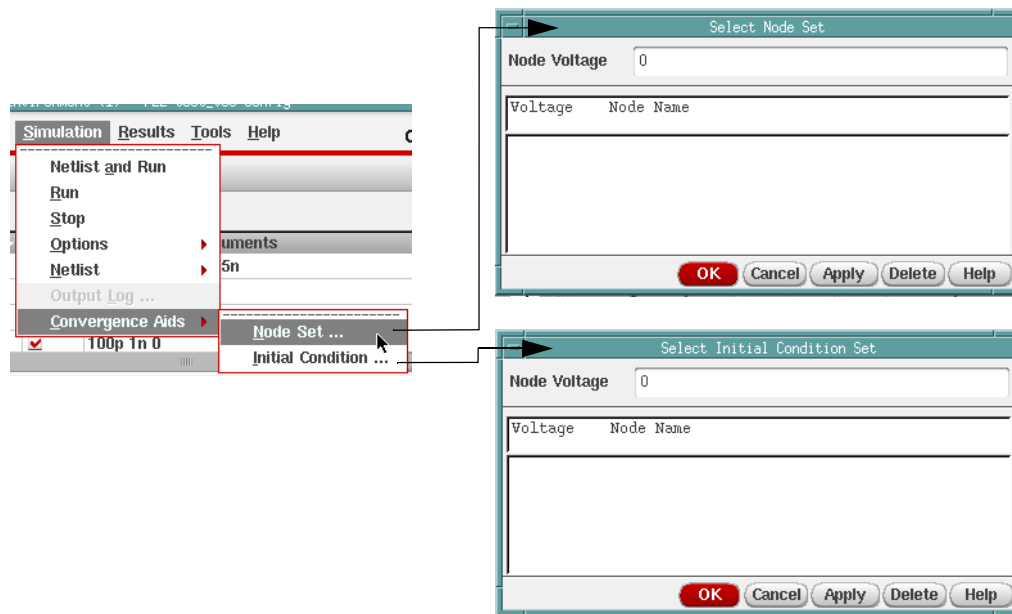 Select Node Set
Node Voltage 0
Voltage Node Name
OK Cancel Apply Delete Help
Simulation Results Tools Help
Netlist and Run
Run
Stop
Options
uments
Netlist
5n
Output Log ...
Convergence Aids
100p 1n 0
Node Set ...
Initial Condition ...
Select Initial Condition Set
Node Voltage 0
Voltage Node Name
OK Cancel Apply Delete Help